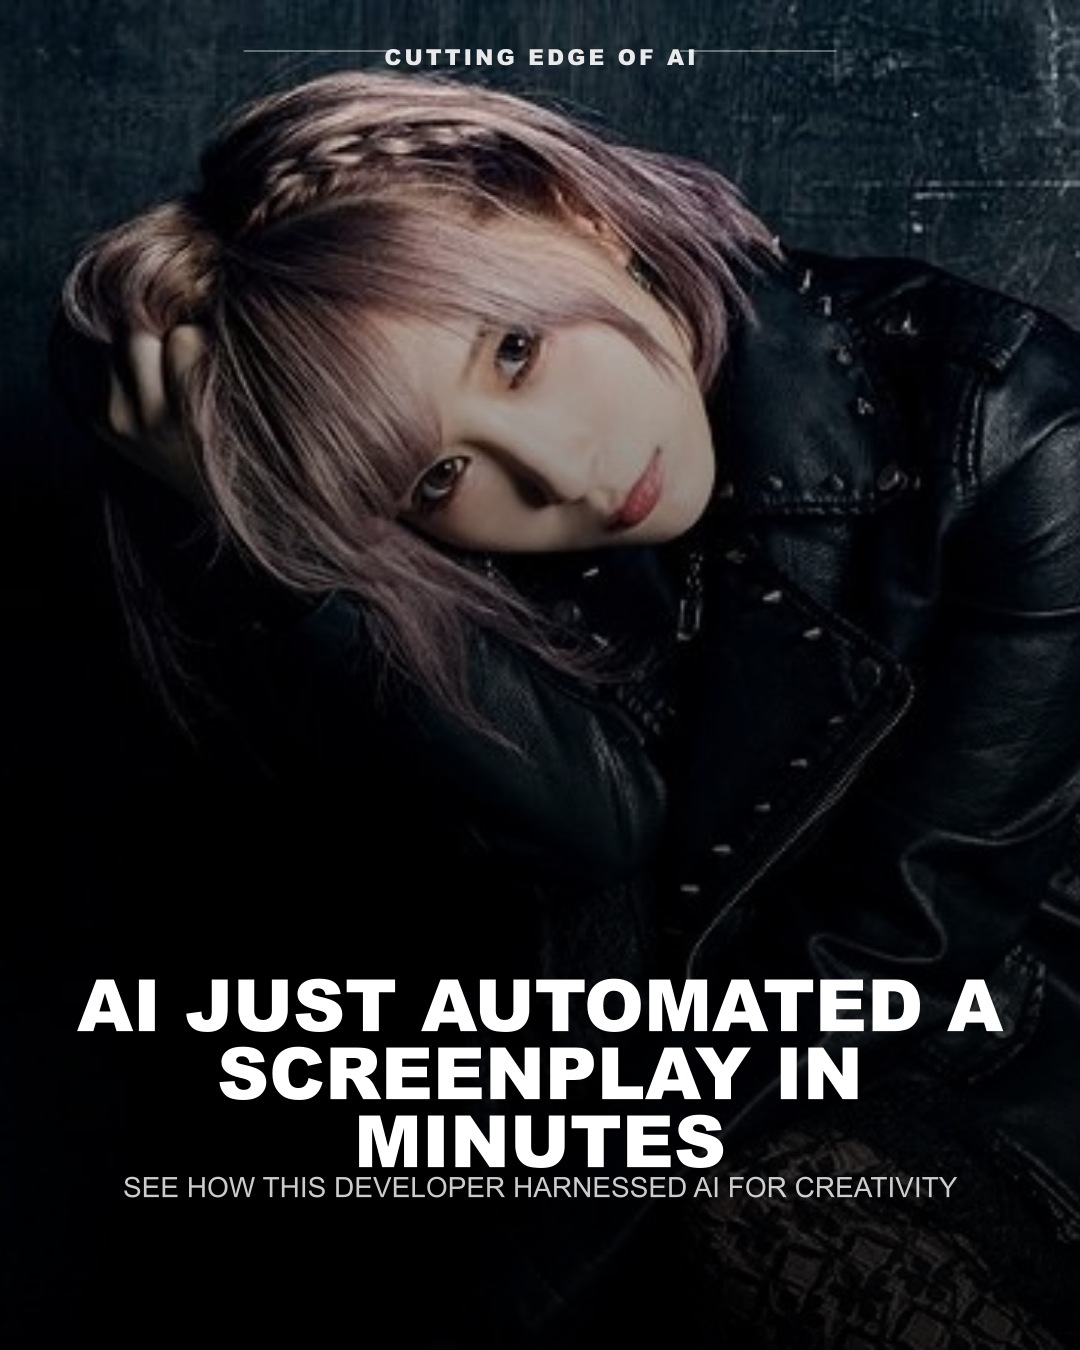 CUTTING EDGE OF AI
AI JUST AUTOMATED A
SCREENPLAY IN
MINUTES
SEE HOW THIS DEVELOPER HARNESSED AI FOR CREATIVITY